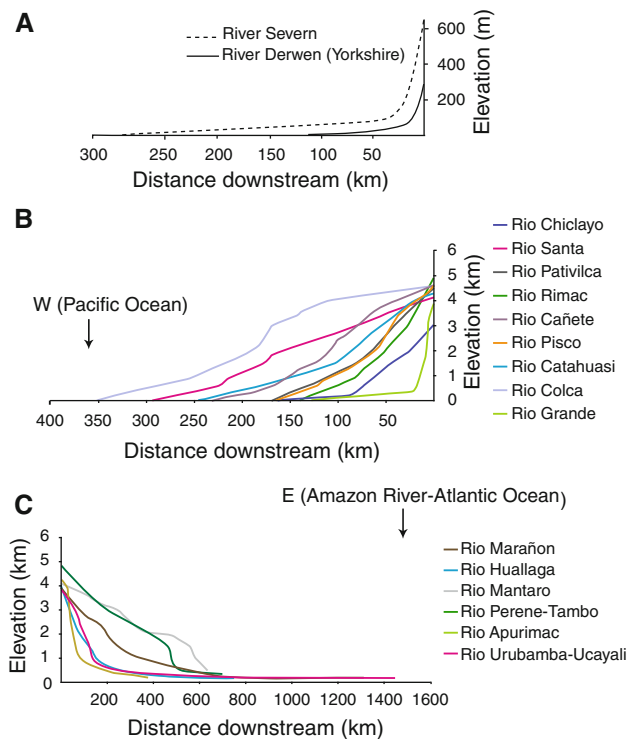 A
River Severn
River Derwen (Yorkshire)
600
400
200
Elevation (m)
300 250 200 150 100 50
Distance downstream (km)
B
W (Pacific Ocean)
6
5
4
3
2
1
0
Elevation (km)
400 350 300 250 200 150 100 50 0
Distance downstream (km)
Rio Chiclayo
Rio Santa
Rio Pativilca
Rio Rimac
Rio Cañete
Rio Pisco
Rio Catahuasi
Rio Colca
Rio Grande
C
E (Amazon River-Atlantic Ocean)
6
5
4
3
2
1
0
Elevation (km)
200 400 600 800 1000 1200 1400 1600
Distance downstream (km)
Rio Marañon
Rio Huallaga
Rio Mantaro
Rio Perene-Tambo
Rio Apurimac
Rio Urubamba-Ucayali